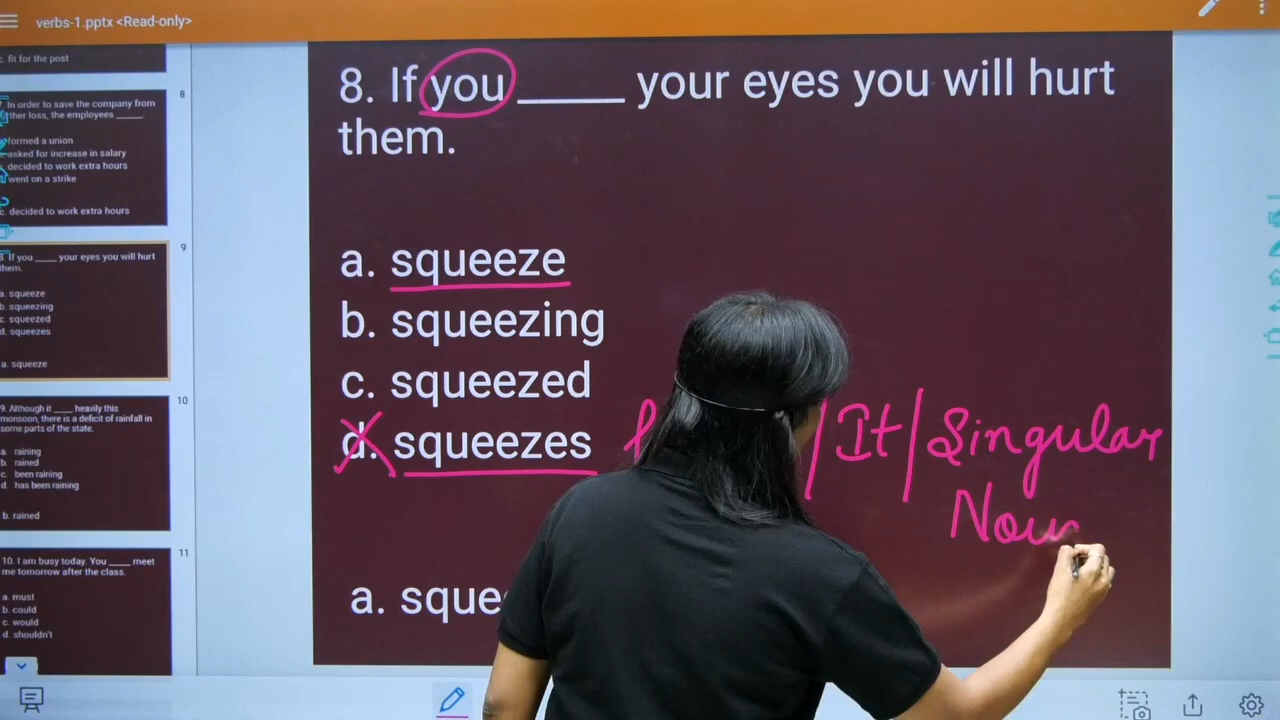 verbs-1.pptx <Read-only>
c. fit for the post
8
7. In order to save the company from
ther loss, the employees _____.
formed a union
asked for increase in salary
decided to work extra hours
went on a strike
c. decided to work extra hours
9
8. If you ____ your eyes you will hurt
them.
a. squeeze
b. squeezing
c. squeezed
d. squeezes
a. squeeze
10
9. Although it ____ heavily this
monsoon, there is a deficit of rainfall in
some parts of the state.
a. raining
b. rained
c. been raining
d. has been raining
b. rained
11
10. I am busy today. You ____ meet
me tomorrow after the class.
a. must
b. could
c. would
d. shouldn't
8. If you _____ your eyes you will hurt
them.
a. squeeze
b. squeezing
c. squeezed
d. squeezes
/ It / Singular
Noun
a. sque